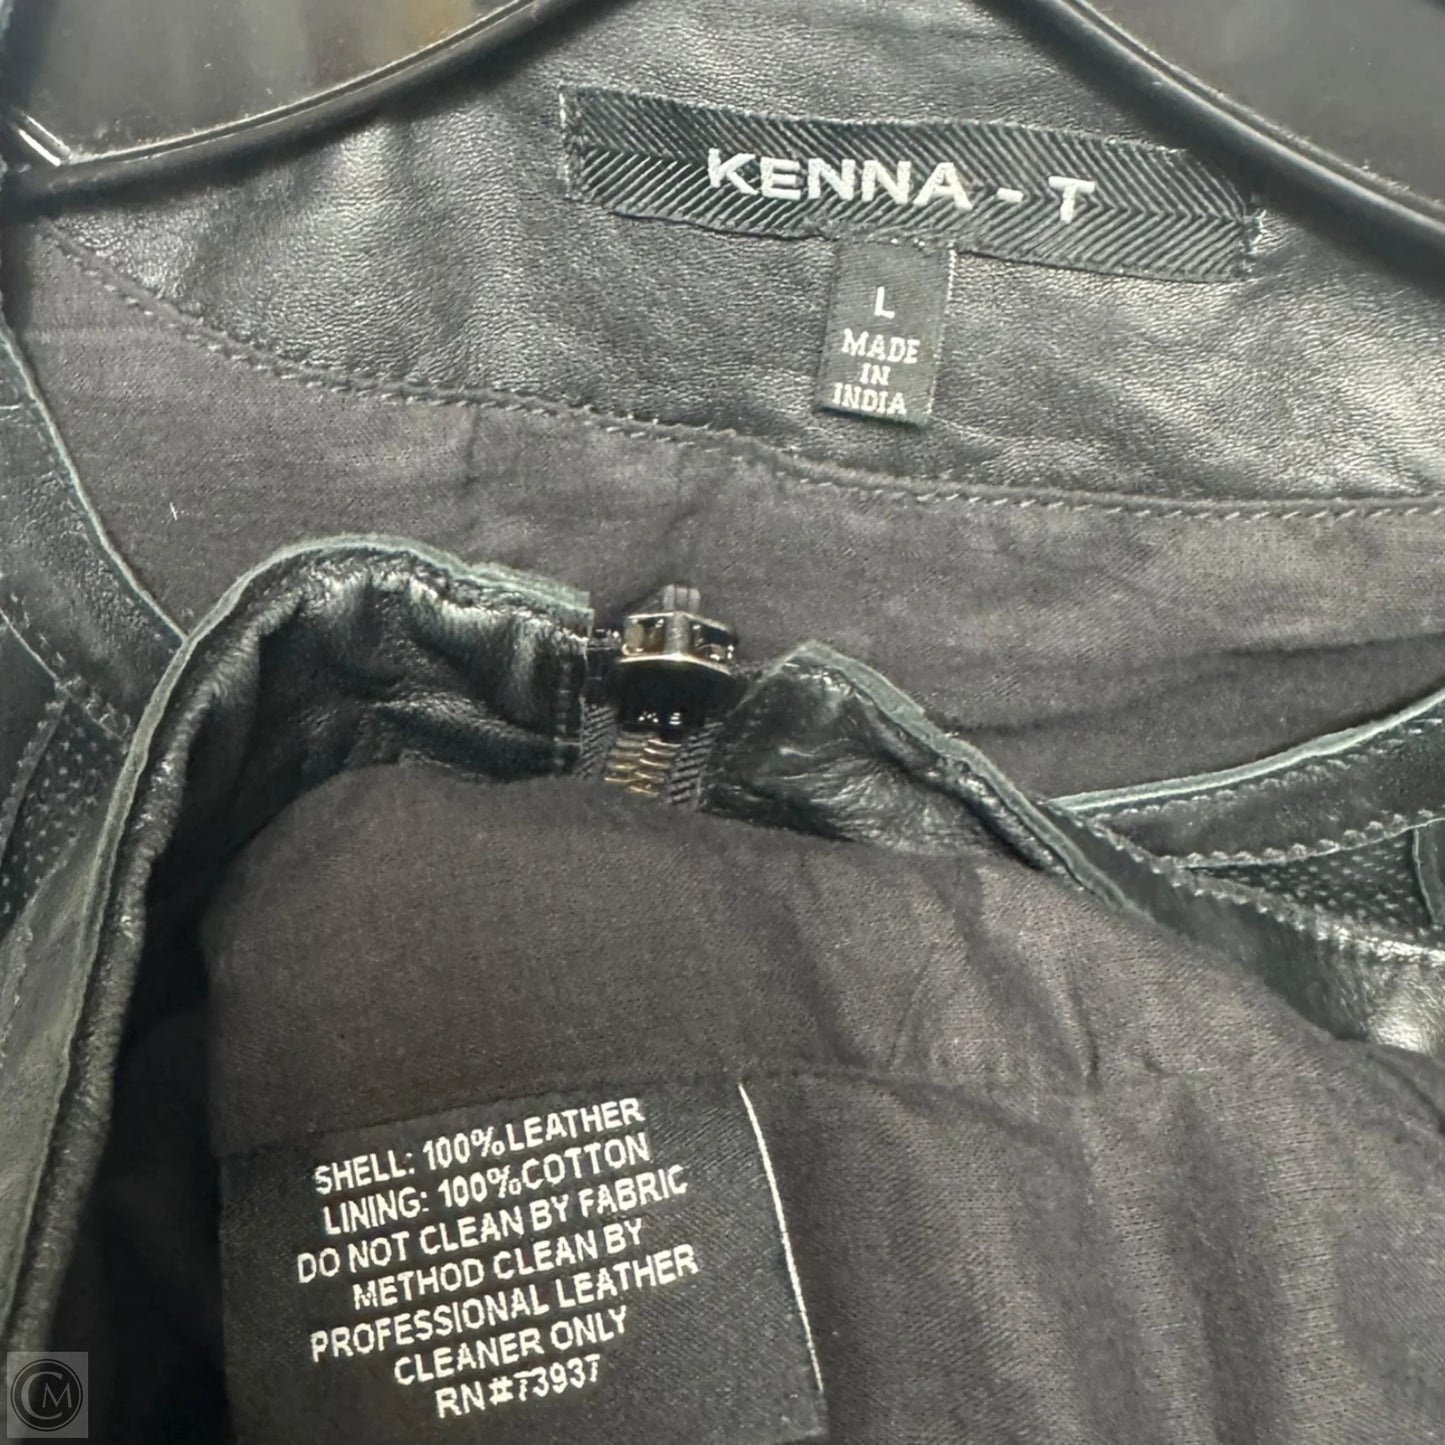 KENNA - T
L
MADE
IN
INDIA
SHELL: 100% LEATHER
LINING: 100% COTTON
DO NOT CLEAN BY FABRIC
METHOD CLEAN BY
PROFESSIONAL LEATHER
CLEANER ONLY
RN#73937
CM